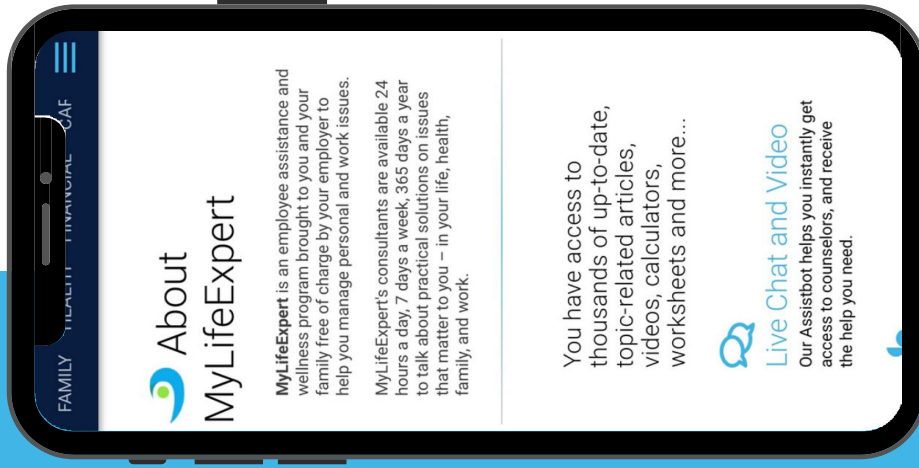 FAMILY HEALTH FINANCIAL
About
MyLifeExpert
MyLifeExpert is an employee assistance and
wellness program brought to you and your
family free of charge by your employer to
help you manage personal and work issues.
MyLifeExpert's consultants are available 24
hours a day, 7 days a week, 365 days a year
to talk about practical solutions on issues
that matter to you – in your life, health,
family, and work.
You have access to
thousands of up-to-date,
topic-related articles,
videos, calculators,
worksheets and more...
Live Chat and Video
Our Assistbot helps you instantly get
access to counselors, and receive
the help you need.